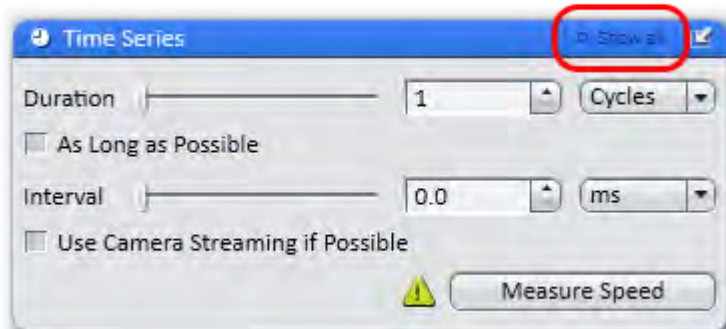 Time Series
Show all
Duration 1 Cycles
As Long as Possible
Interval 0.0 ms
Use Camera Streaming if Possible
Measure Speed